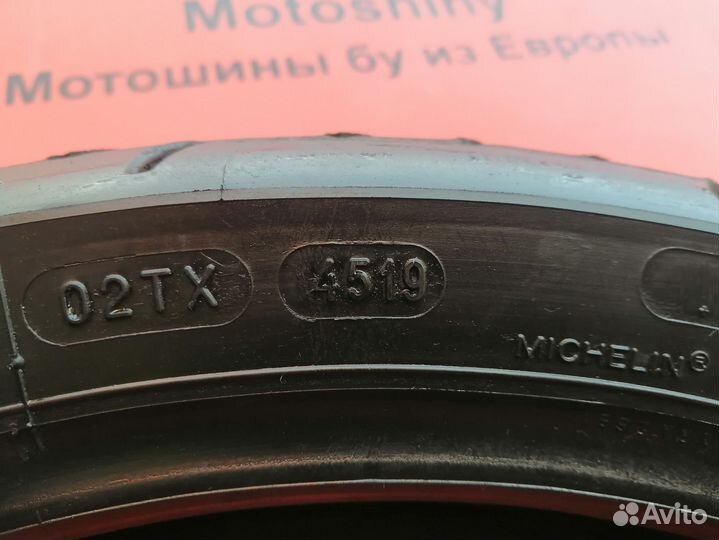 Motoshiny
Мотошины бу из Европы
02TX
4519
MICHELIN®
Avito